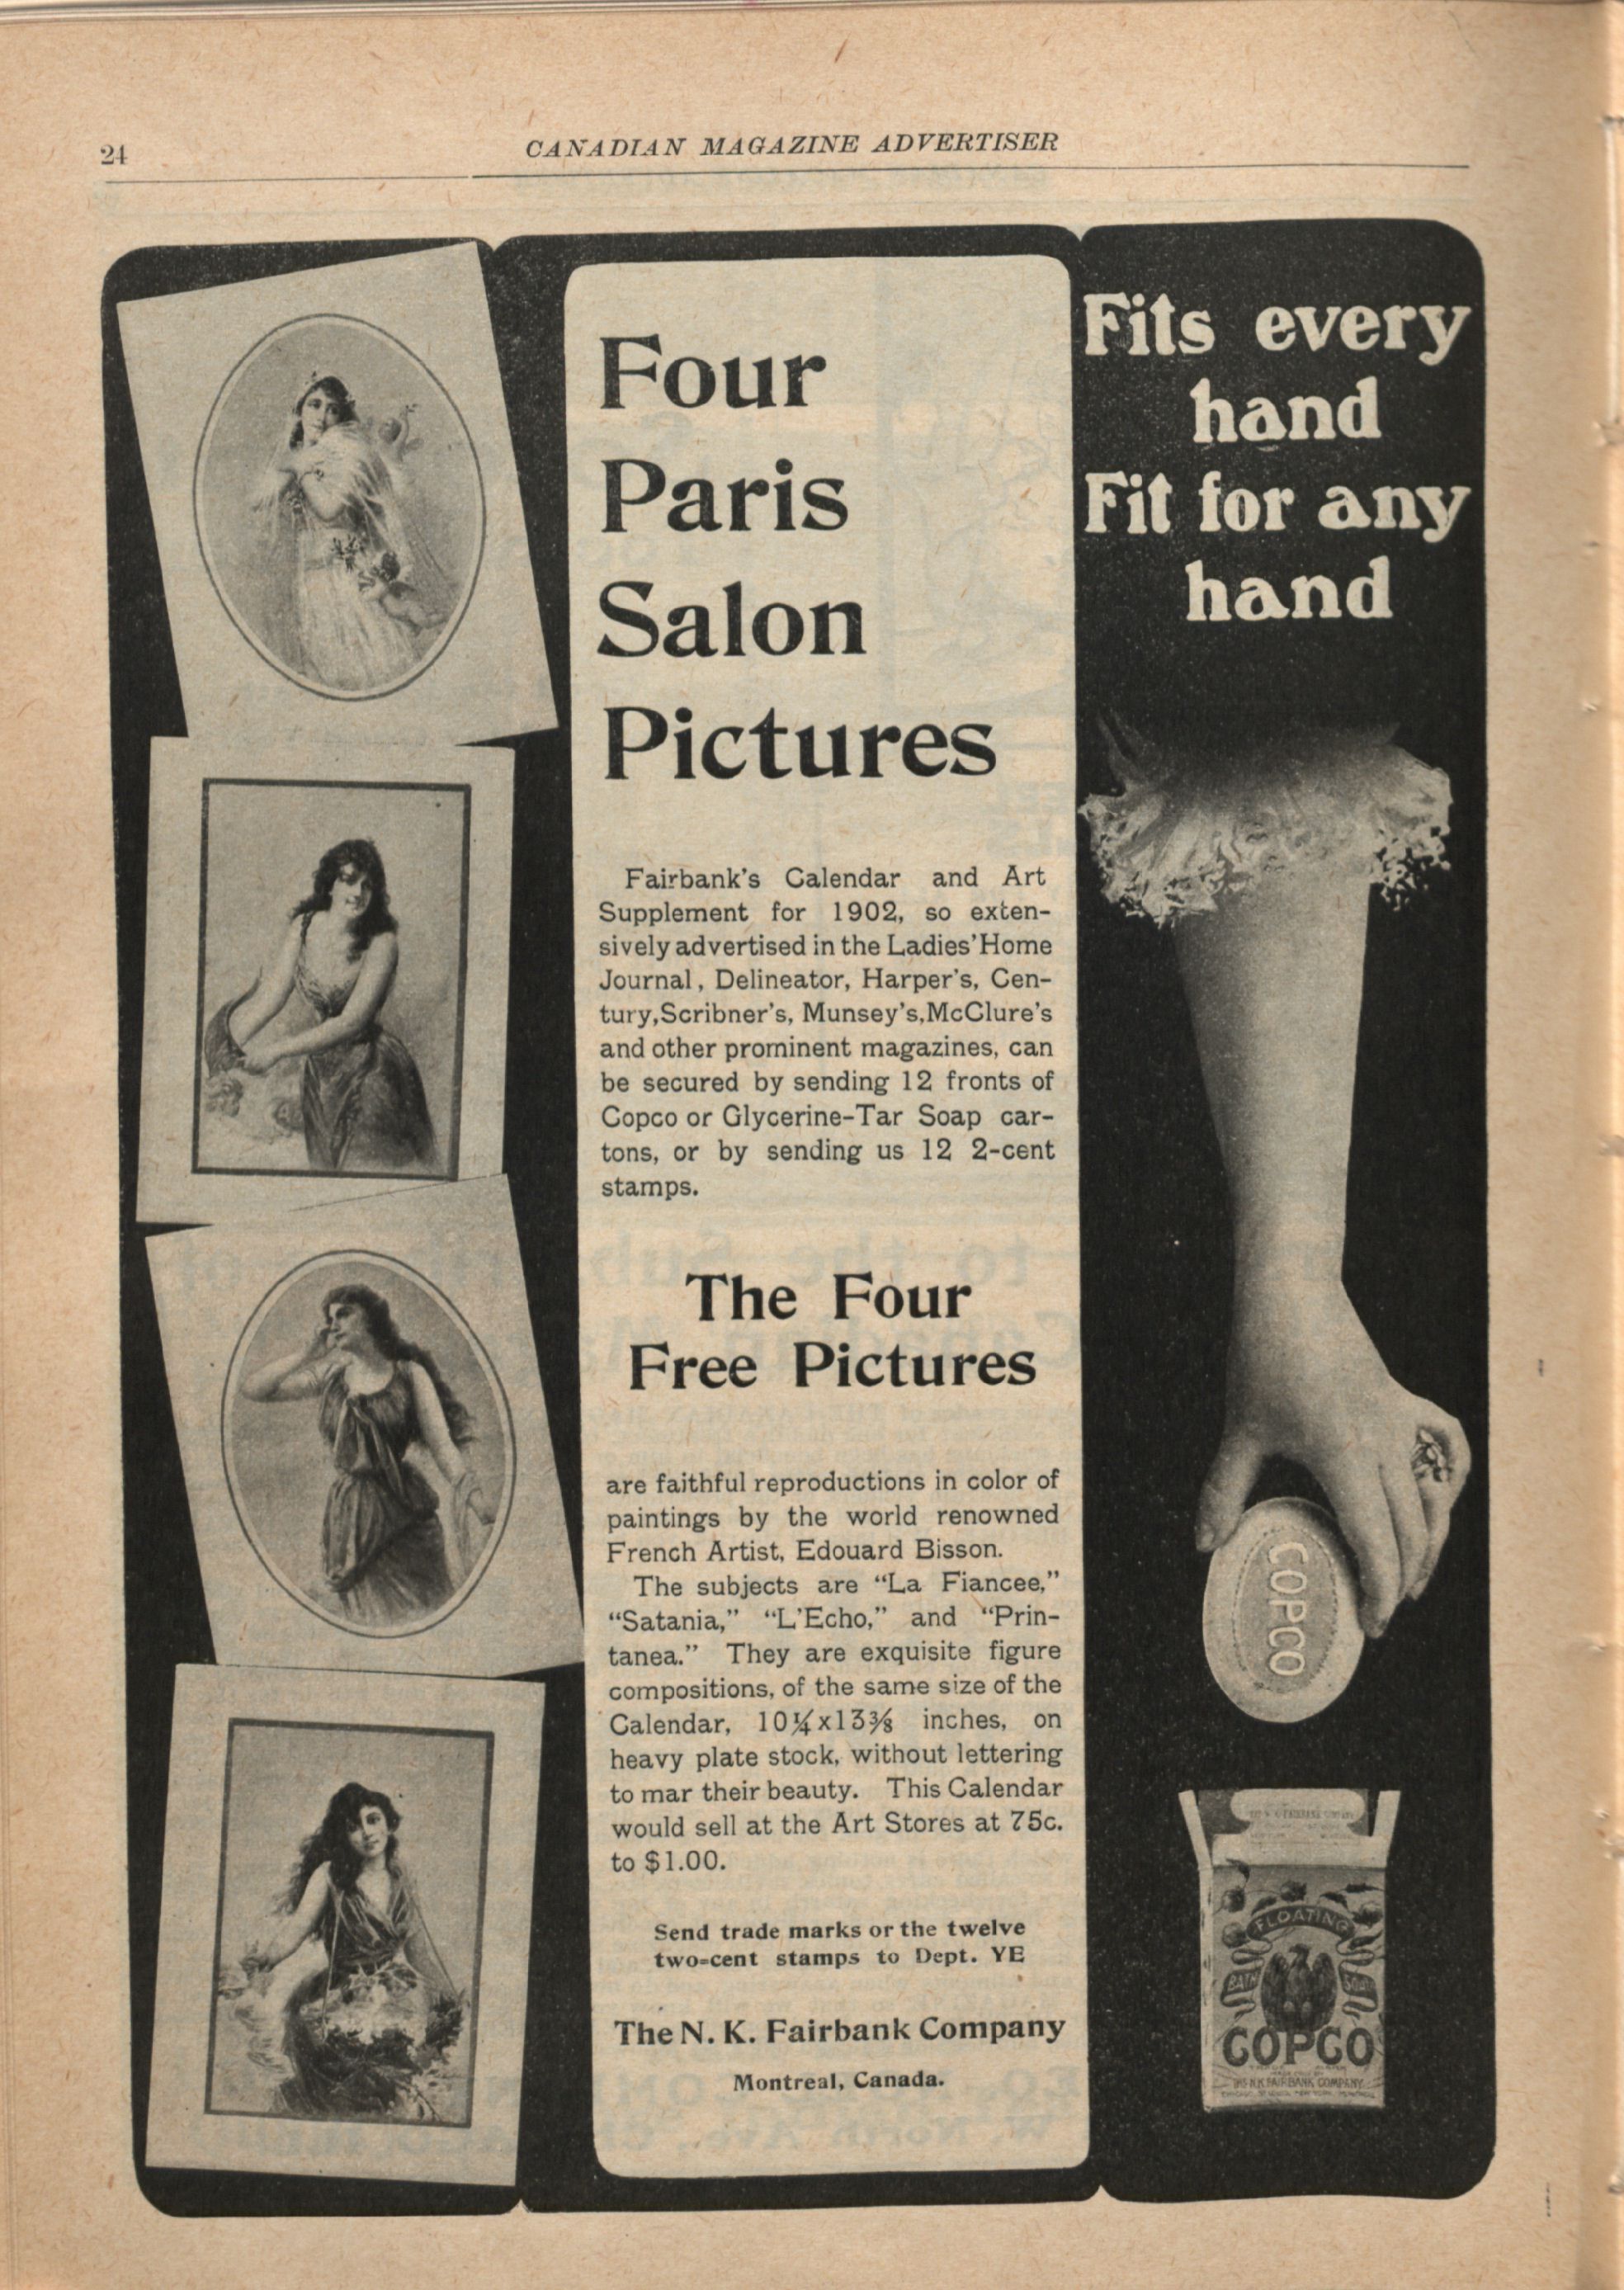 24
CANADIAN MAGAZINE ADVERTISER
Four
Paris
Salon
Pictures
Fairbank's Calendar and Art
Supplement for 1902, so exten-
sively advertised in the Ladies' Home
Journal, Delineator, Harper's, Cen-
tury, Scribner's, Munsey's, McClure's
and other prominent magazines, can
be secured by sending 12 fronts of
Copco or Glycerine-Tar Soap car-
tons, or by sending us 12 2-cent
stamps.
The Four
Free Pictures
are faithful reproductions in color of
paintings by the world renowned
French Artist, Edouard Bisson.
The subjects are “La Fiancee,”
“Satania,” “L'Echo,” and “Prin-
tanea.” They are exquisite figure
compositions, of the same size of the
Calendar, 10¼x13⅜ inches, on
heavy plate stock, without lettering
to mar their beauty. This Calendar
would sell at the Art Stores at 75c.
to $1.00.
Send trade marks or the twelve
two-cent stamps to Dept. YE
The N. K. Fairbank Company
Montreal, Canada.
Fits every
hand
Fit for any
hand
COPCO
FLOATING
BATH SOAP
COPCO
THE N.K. FAIRBANK COMPANY